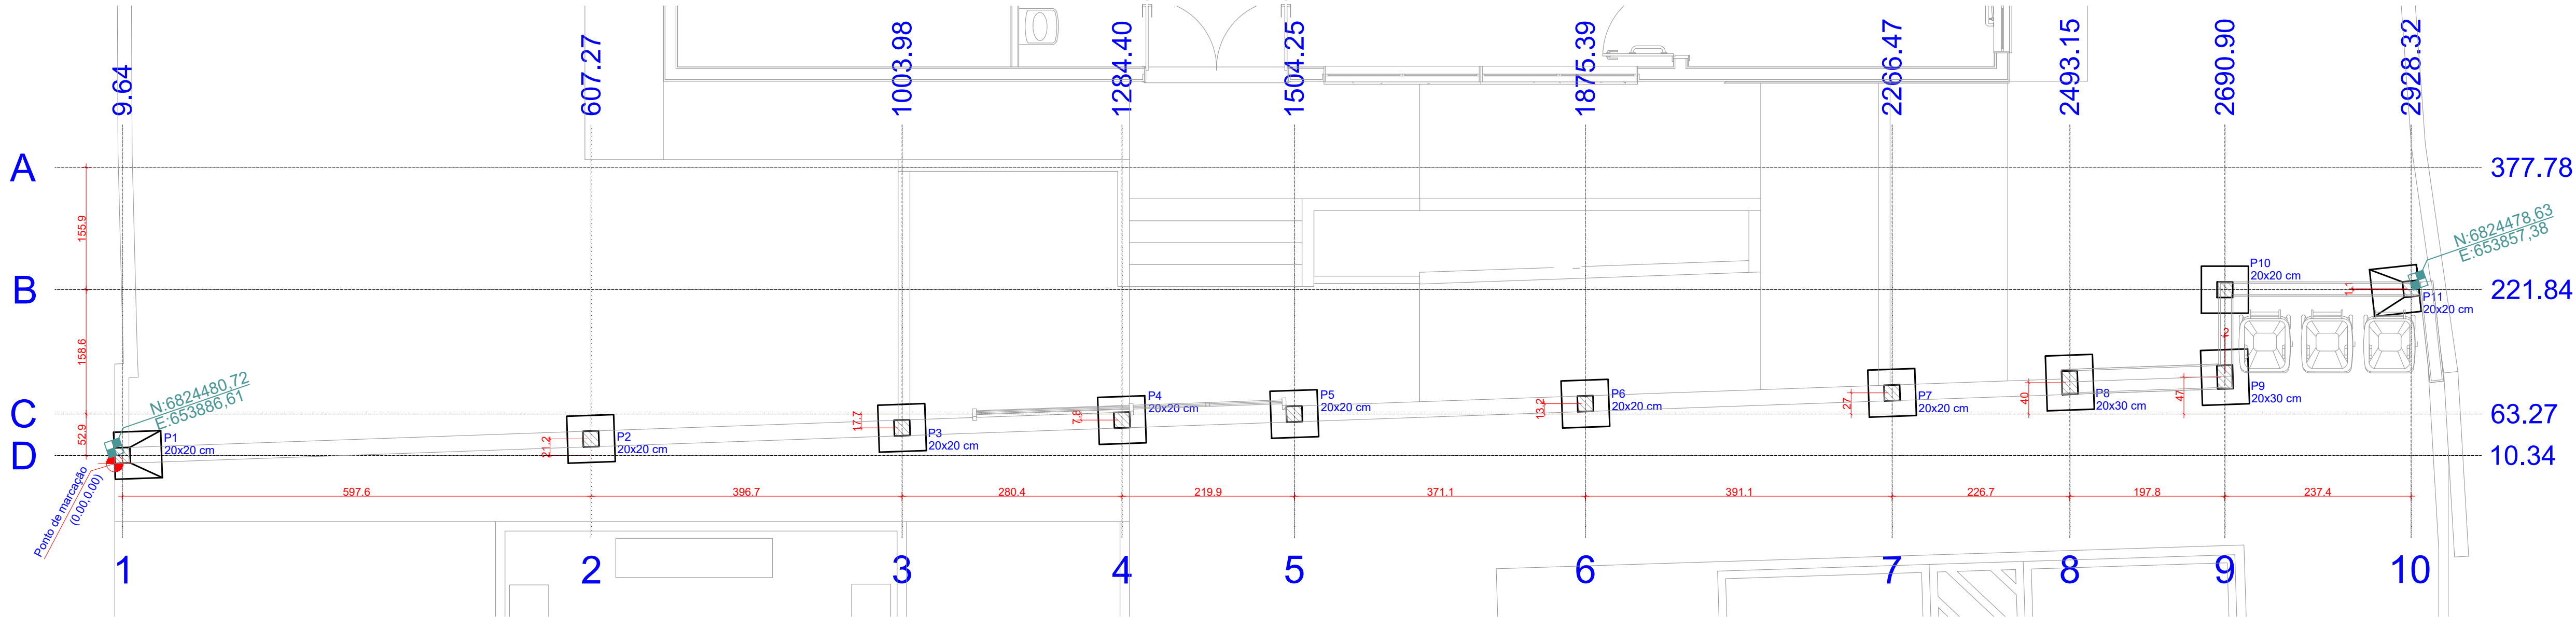 9.64
607.27
1003.98
1284.40
1504.25
1875.39
2266.47
2493.15
2690.90
2928.32
A
377.78
155.9
N:6824478,63
E:653857,38
B
P10
20x20 cm
1.1
P11
20x20 cm
221.84
158.6
2
N:6824480,72
E:653886,61
C
63.27
52.9
D
10.34
P1
20x20 cm
21.2
P2
20x20 cm
17.7
P3
20x20 cm
7.8
P4
20x20 cm
P5
20x20 cm
13.2
P6
20x20 cm
27
P7
20x20 cm
40
P8
20x30 cm
47
P9
20x30 cm
Ponto de marcação
(0.00,0.00)
597.6
396.7
280.4
219.9
371.1
391.1
226.7
197.8
237.4
1
2
3
4
5
6
7
8
9
10